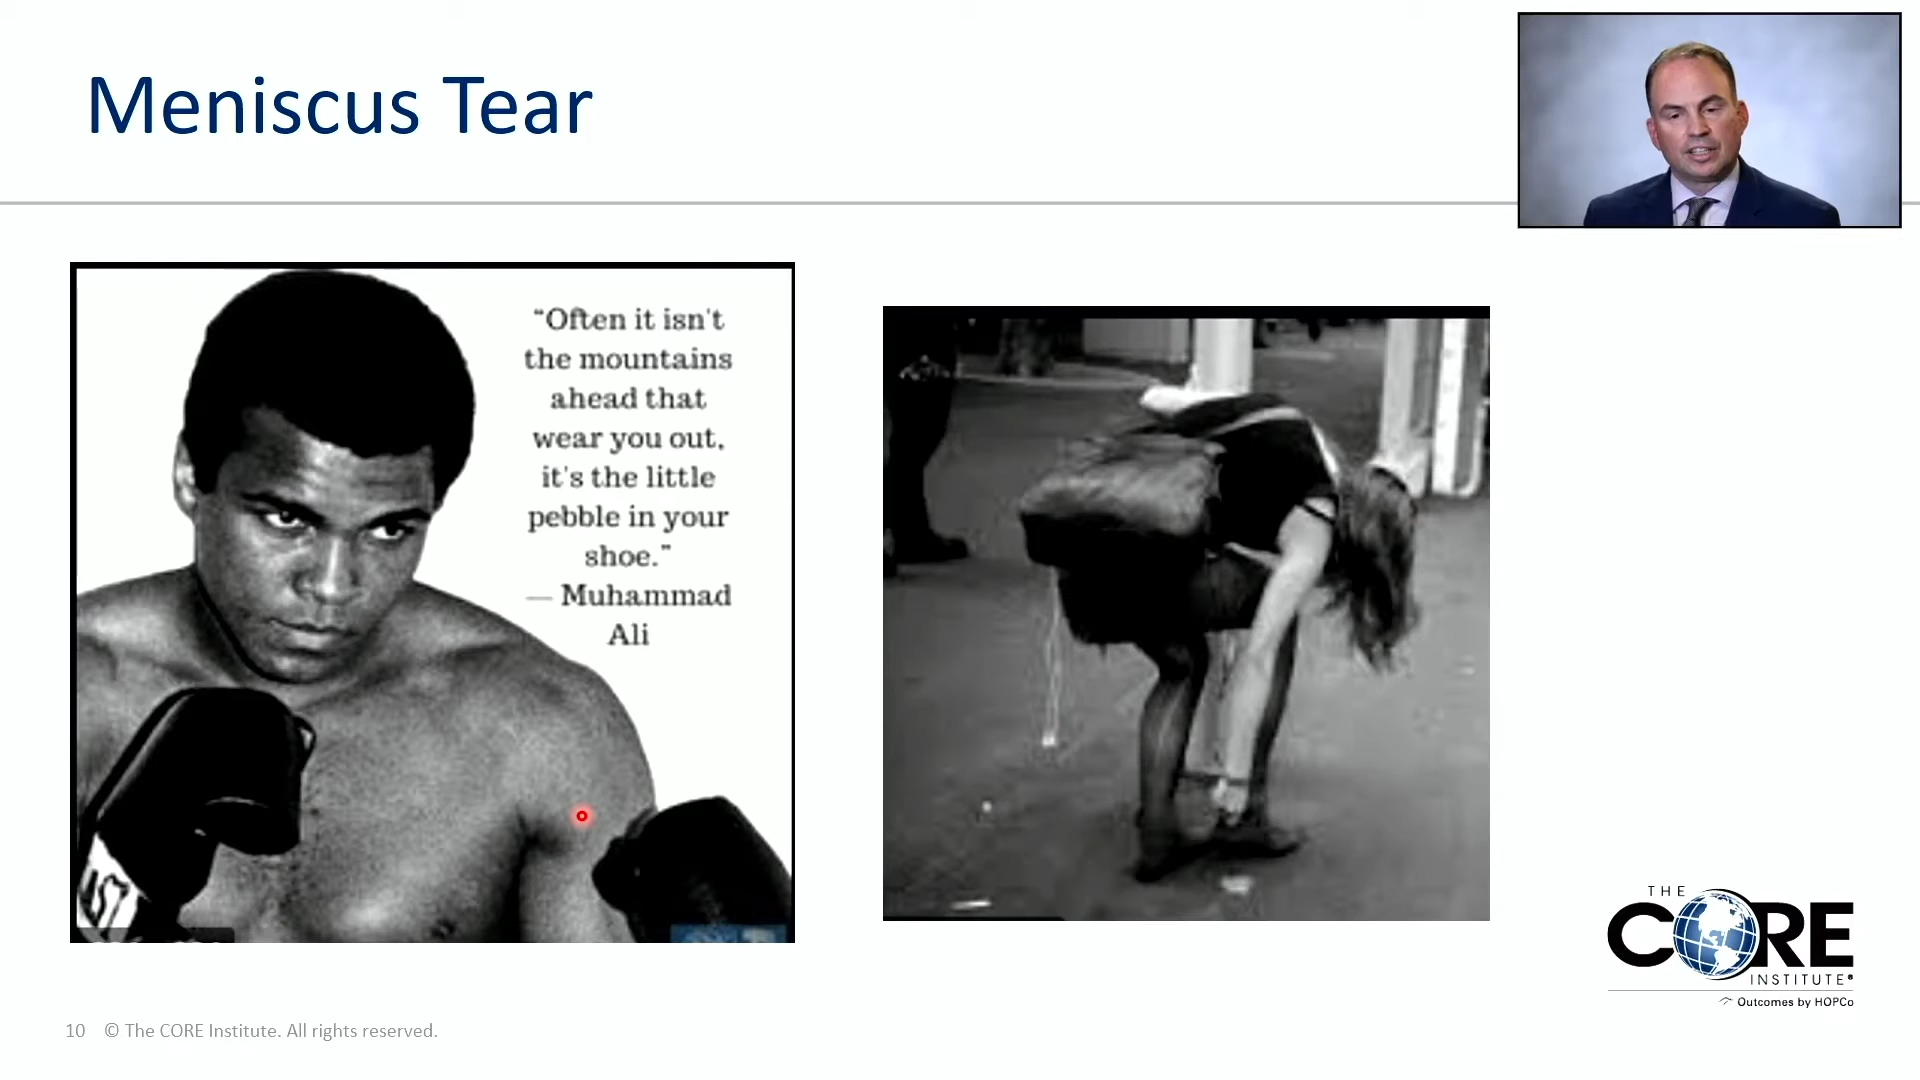 Meniscus Tear
“Often it isn't
the mountains
ahead that
wear you out,
it's the little
pebble in your
shoe.”
— Muhammad
Ali
THE
CORE
INSTITUTE®
Outcomes by HOPCo
10 © The CORE Institute. All rights reserved.